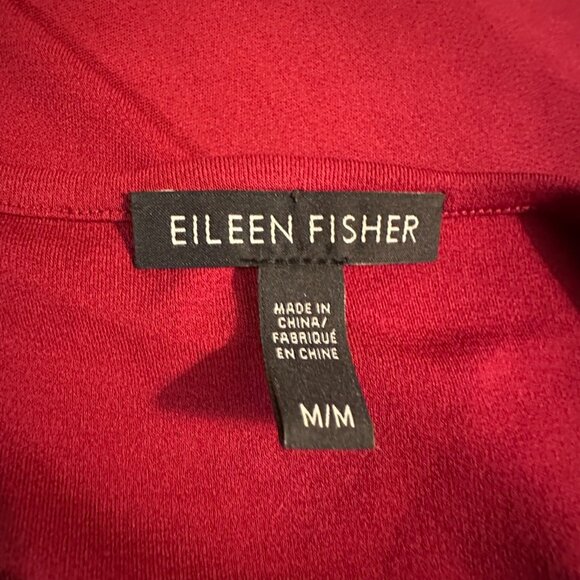 EILEEN FISHER
MADE IN
CHINA/
FABRIQUÉ
EN CHINE
M/M